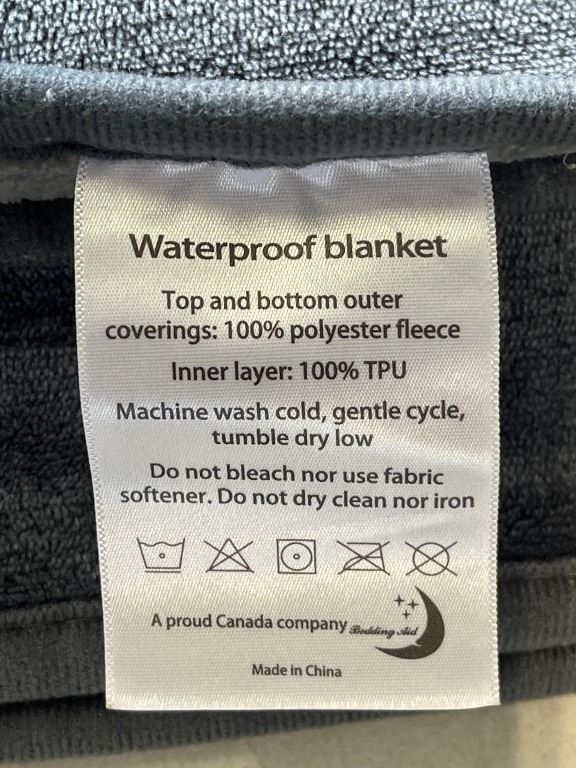 Waterproof blanket
Top and bottom outer
coverings: 100% polyester fleece
Inner layer: 100% TPU
Machine wash cold, gentle cycle,
tumble dry low
Do not bleach nor use fabric
softener. Do not dry clean nor iron
A proud Canada company Bedding Aid
Made in China